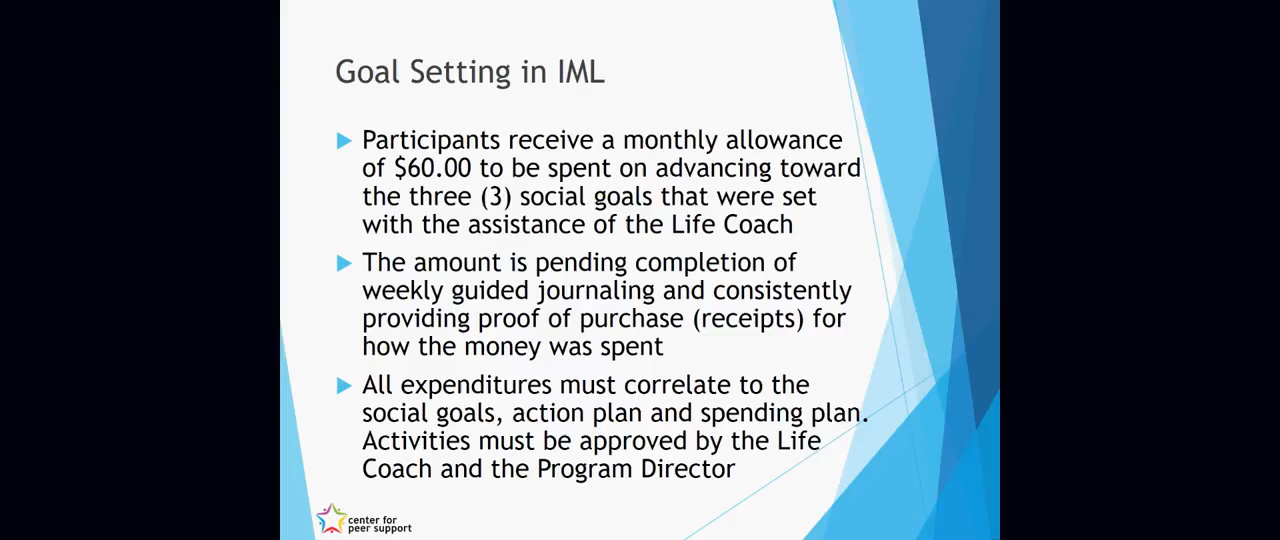 Goal Setting in IML
Participants receive a monthly allowance
of $60.00 to be spent on advancing toward
the three (3) social goals that were set
with the assistance of the Life Coach
The amount is pending completion of
weekly guided journaling and consistently
providing proof of purchase (receipts) for
how the money was spent
All expenditures must correlate to the
social goals, action plan and spending plan.
Activities must be approved by the Life
Coach and the Program Director
center for
peer support